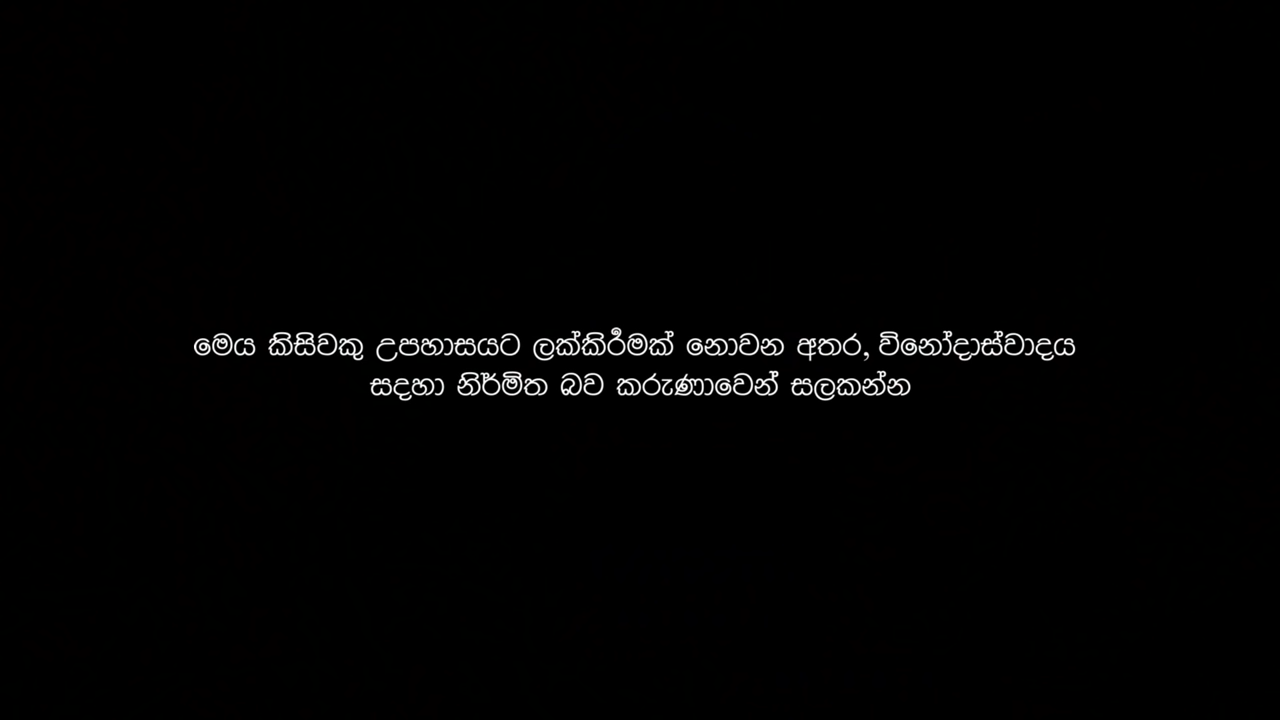 මෙය කිසිවකු උපහාසයට ලක්කිර්මක් නොවන අතර, විනෝදාස්වාදය
සදහා නිර්මිත බව කරුණාවෙන් සලකන්න